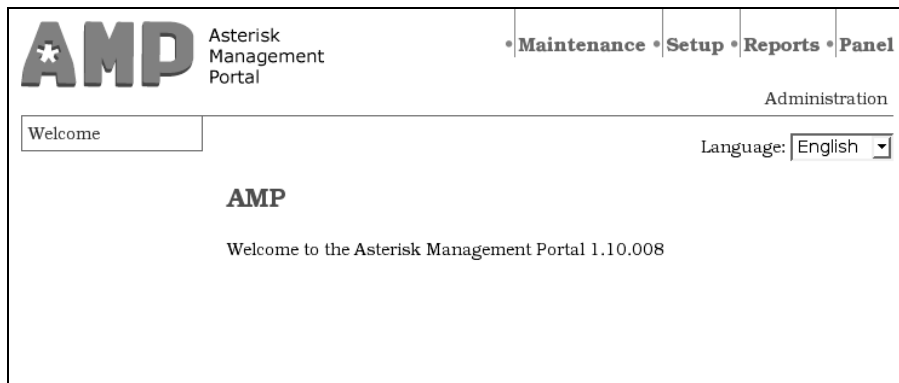 AMP
Asterisk
Management
Portal
• Maintenance • Setup • Reports • Panel
Administration
Welcome
Language: English
AMP
Welcome to the Asterisk Management Portal 1.10.008